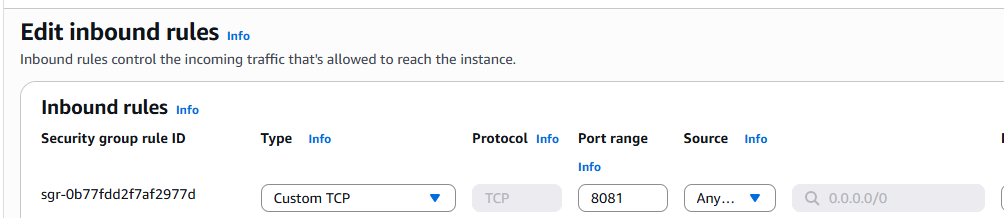 Edit inbound rules Info
Inbound rules control the incoming traffic that's allowed to reach the instance.
Inbound rules Info
Security group rule ID Type Info Protocol Info Port range Source Info
Info
sgr-0b77fdd2f7af2977d Custom TCP TCP 8081 Any... 0.0.0.0/0